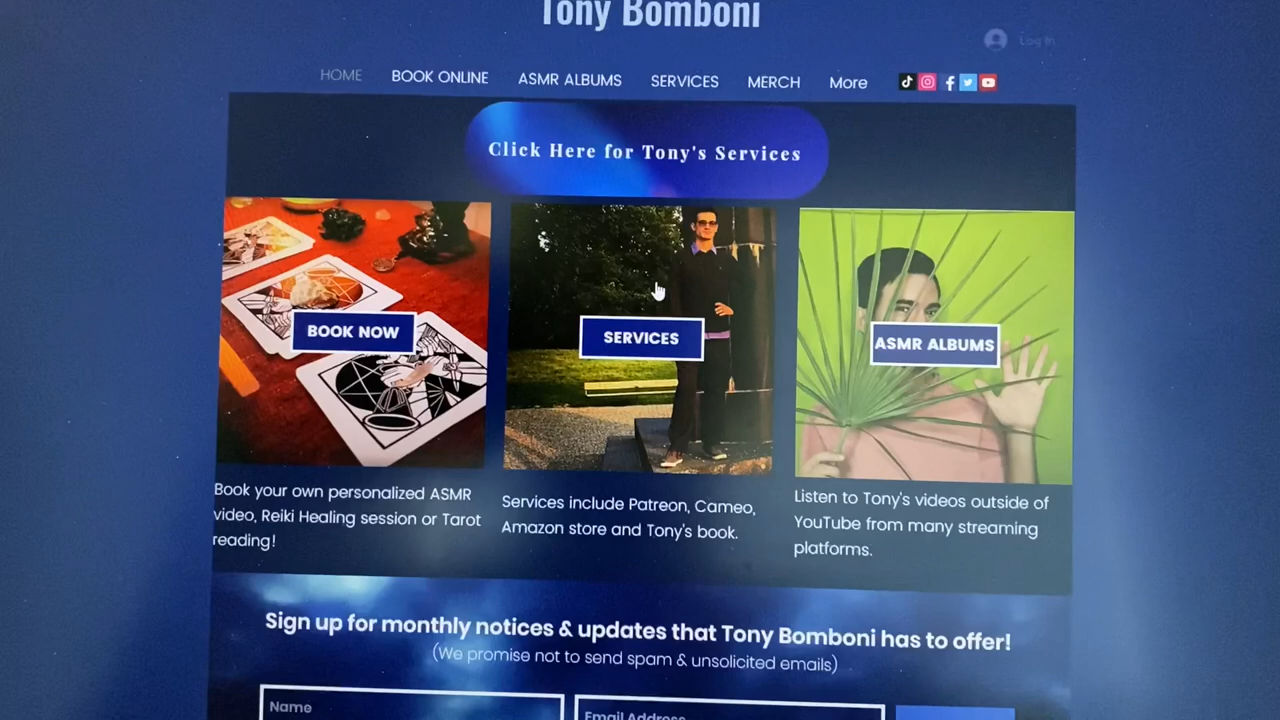 Tony Bomboni
Log In
HOME BOOK ONLINE ASMR ALBUMS SERVICES MERCH More
Click Here for Tony's Services
BOOK NOW
SERVICES
ASMR ALBUMS
Book your own personalized ASMR
video, Reiki Healing session or Tarot
reading!
Services include Patreon, Cameo,
Amazon store and Tony's book.
Listen to Tony's videos outside of
YouTube from many streaming
platforms.
Sign up for monthly notices & updates that Tony Bomboni has to offer!
(We promise not to send spam & unsolicited emails)
Name
Email Address